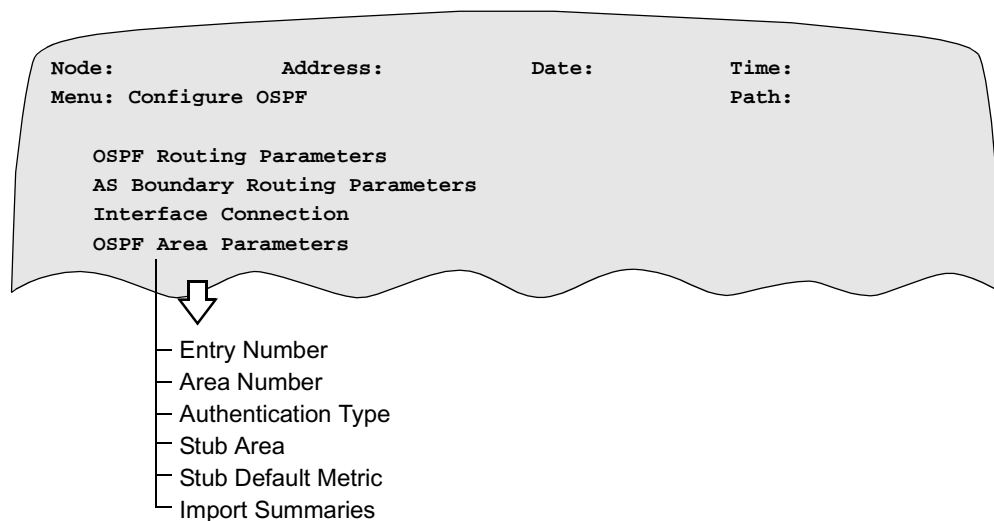 Node: Address: Date: Time:
Menu: Configure OSPF Path:
OSPF Routing Parameters
AS Boundary Routing Parameters
Interface Connection
OSPF Area Parameters
Entry Number
Area Number
Authentication Type
Stub Area
Stub Default Metric
Import Summaries